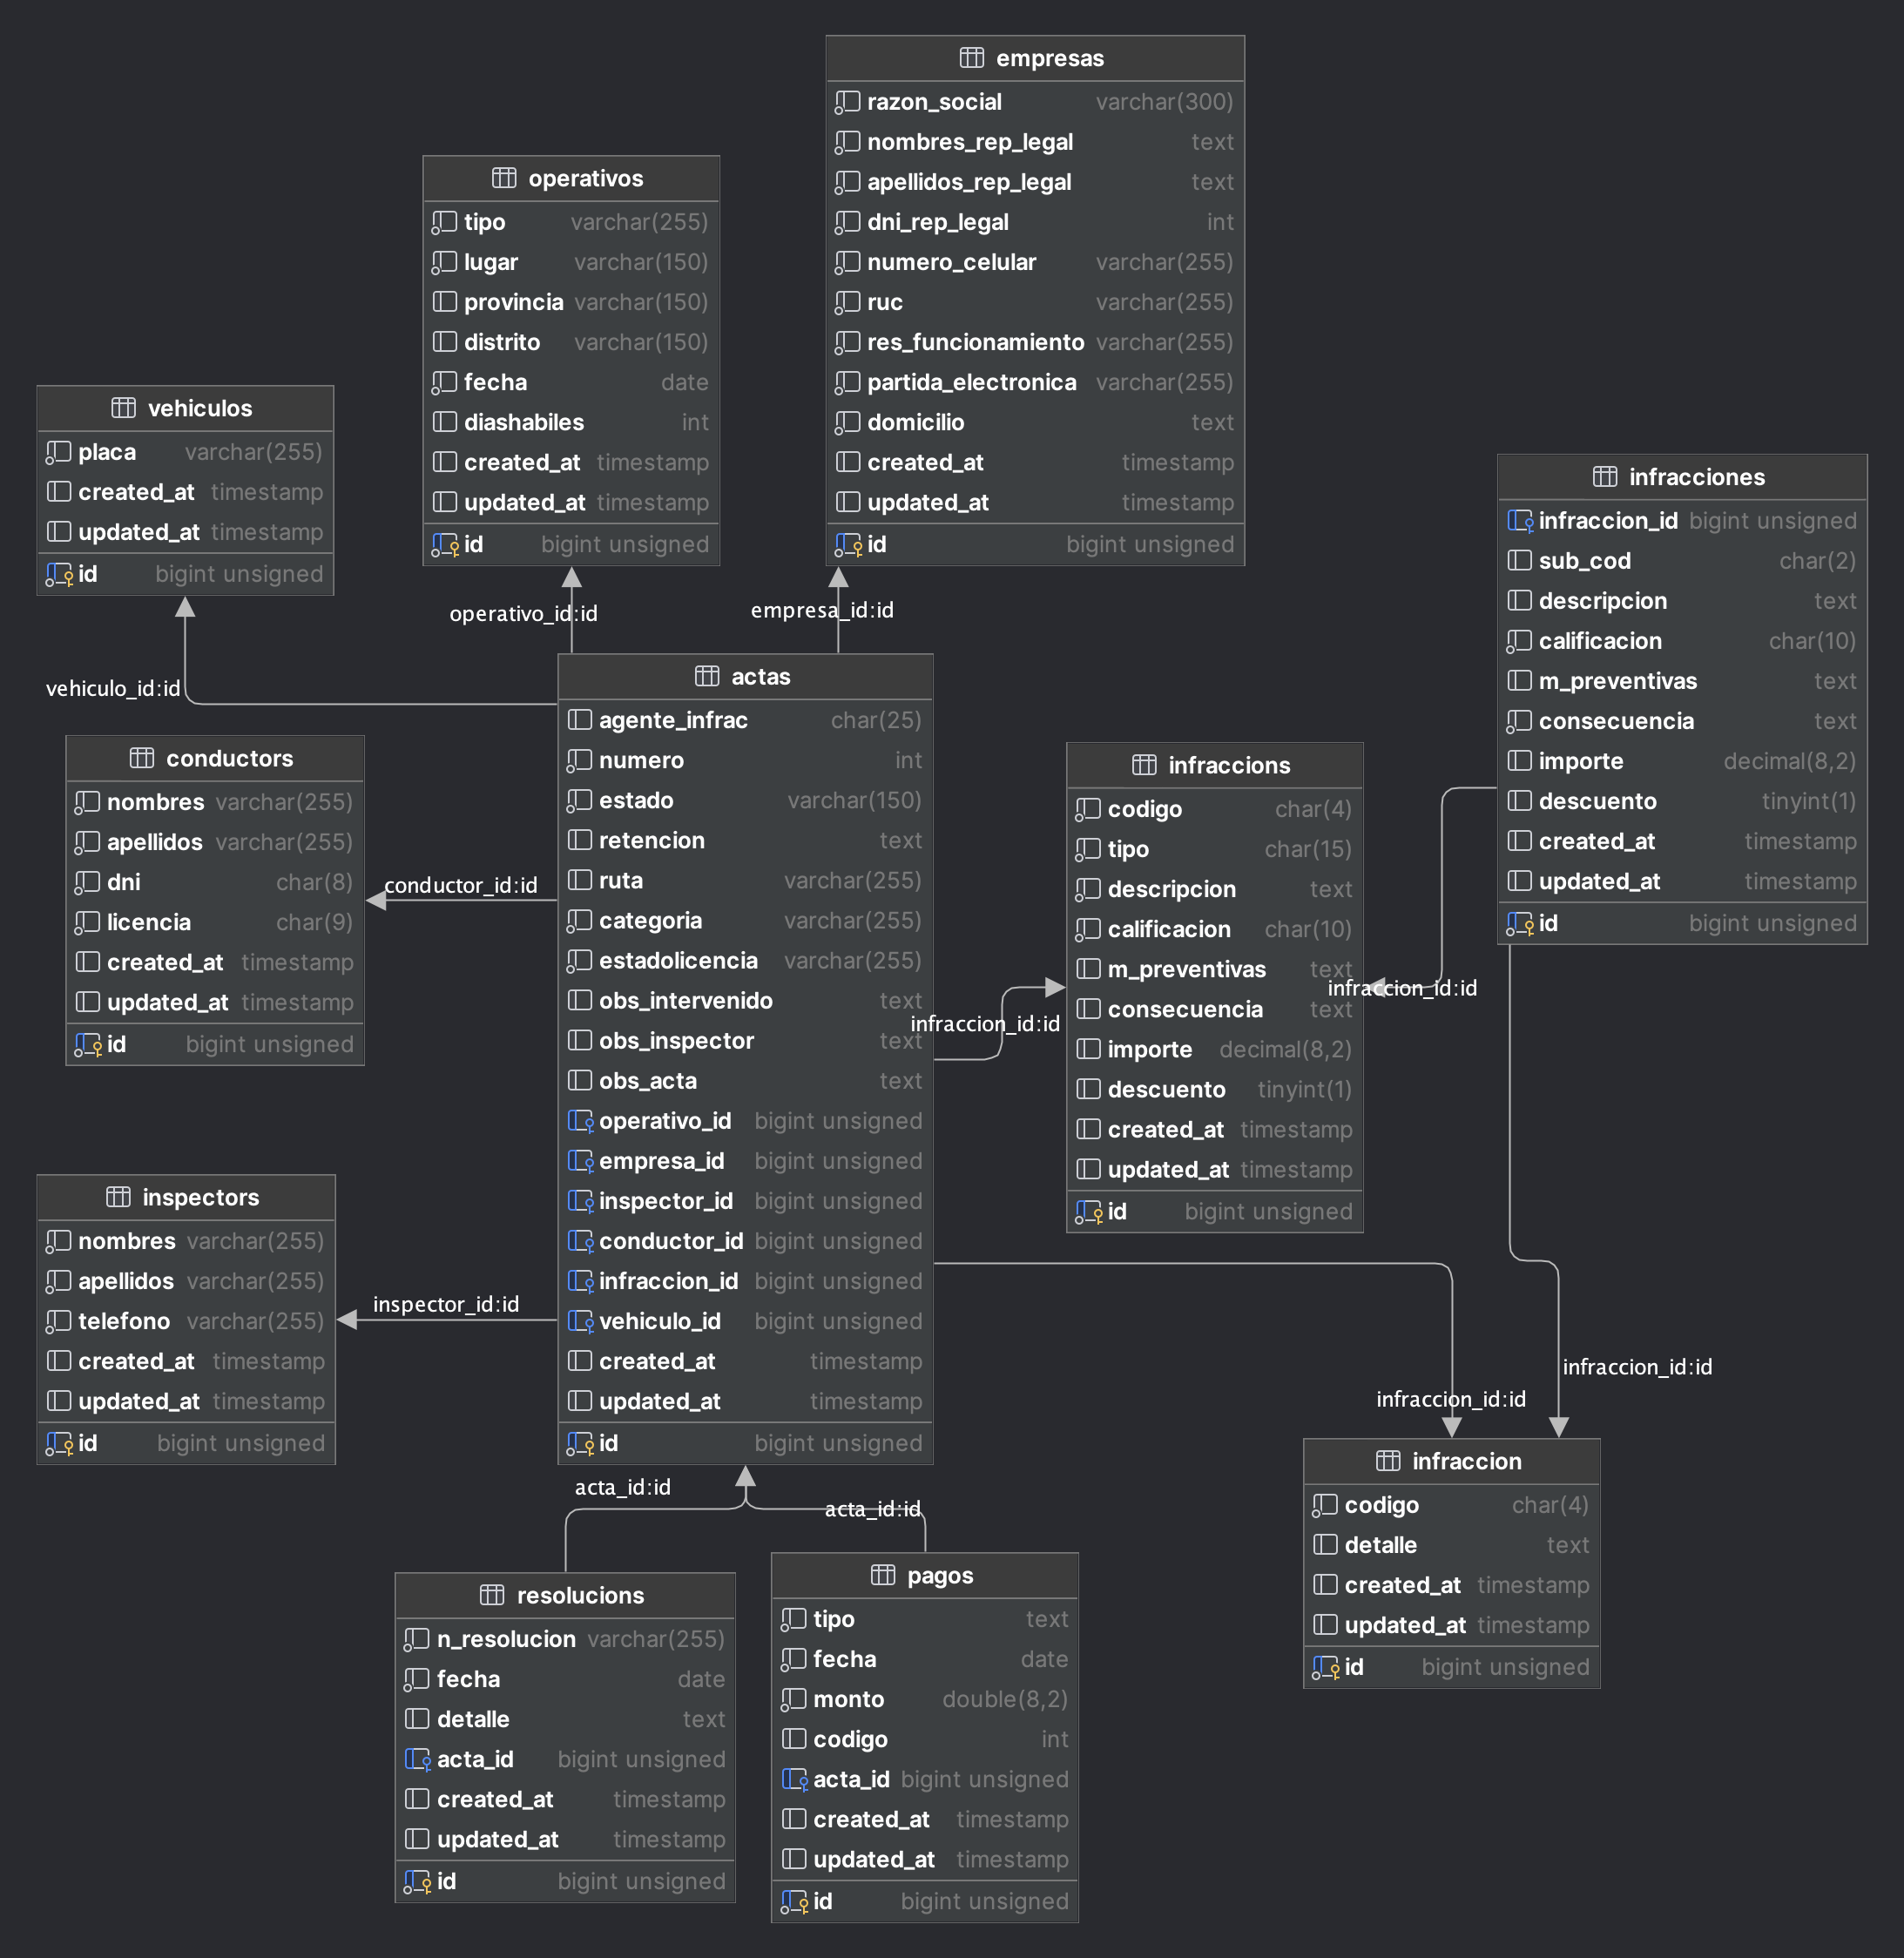 empresas
razon_social varchar(300)
nombres_rep_legal text
apellidos_rep_legal text
dni_rep_legal int
numero_celular varchar(255)
ruc varchar(255)
res_funcionamiento varchar(255)
partida_electronica varchar(255)
domicilio text
created_at timestamp
updated_at timestamp
id bigint unsigned
operativos
tipo varchar(255)
lugar varchar(150)
provincia varchar(150)
distrito varchar(150)
fecha date
diashabiles int
created_at timestamp
updated_at timestamp
id bigint unsigned
vehiculos
placa varchar(255)
created_at timestamp
updated_at timestamp
id bigint unsigned
infracciones
infraccion_id bigint unsigned
sub_cod char(2)
descripcion text
calificacion char(10)
m_preventivas text
consecuencia text
importe decimal(8,2)
descuento tinyint(1)
created_at timestamp
updated_at timestamp
id bigint unsigned
operativo_id:id
empresa_id:id
vehiculo_id:id
actas
agente_infrac char(25)
numero int
estado varchar(150)
retencion text
ruta varchar(255)
categoria varchar(255)
estadolicencia varchar(255)
obs_intervenido text
obs_inspector text
obs_acta text
operativo_id bigint unsigned
empresa_id bigint unsigned
inspector_id bigint unsigned
conductor_id bigint unsigned
infraccion_id bigint unsigned
vehiculo_id bigint unsigned
created_at timestamp
updated_at timestamp
id bigint unsigned
conductors
nombres varchar(255)
apellidos varchar(255)
dni char(8)
licencia char(9)
created_at timestamp
updated_at timestamp
id bigint unsigned
conductor_id:id
infraccions
codigo char(4)
tipo char(15)
descripcion text
calificacion char(10)
m_preventivas text
consecuencia text
importe decimal(8,2)
descuento tinyint(1)
created_at timestamp
updated_at timestamp
id bigint unsigned
infraccion_id:id
infraccion_id:id
inspectors
nombres varchar(255)
apellidos varchar(255)
telefono varchar(255)
created_at timestamp
updated_at timestamp
id bigint unsigned
inspector_id:id
infraccion_id:id
infraccion_id:id
infraccion
codigo char(4)
detalle text
created_at timestamp
updated_at timestamp
id bigint unsigned
acta_id:id
acta_id:id
resolucions
n_resolucion varchar(255)
fecha date
detalle text
acta_id bigint unsigned
created_at timestamp
updated_at timestamp
id bigint unsigned
pagos
tipo text
fecha date
monto double(8,2)
codigo int
acta_id bigint unsigned
created_at timestamp
updated_at timestamp
id bigint unsigned